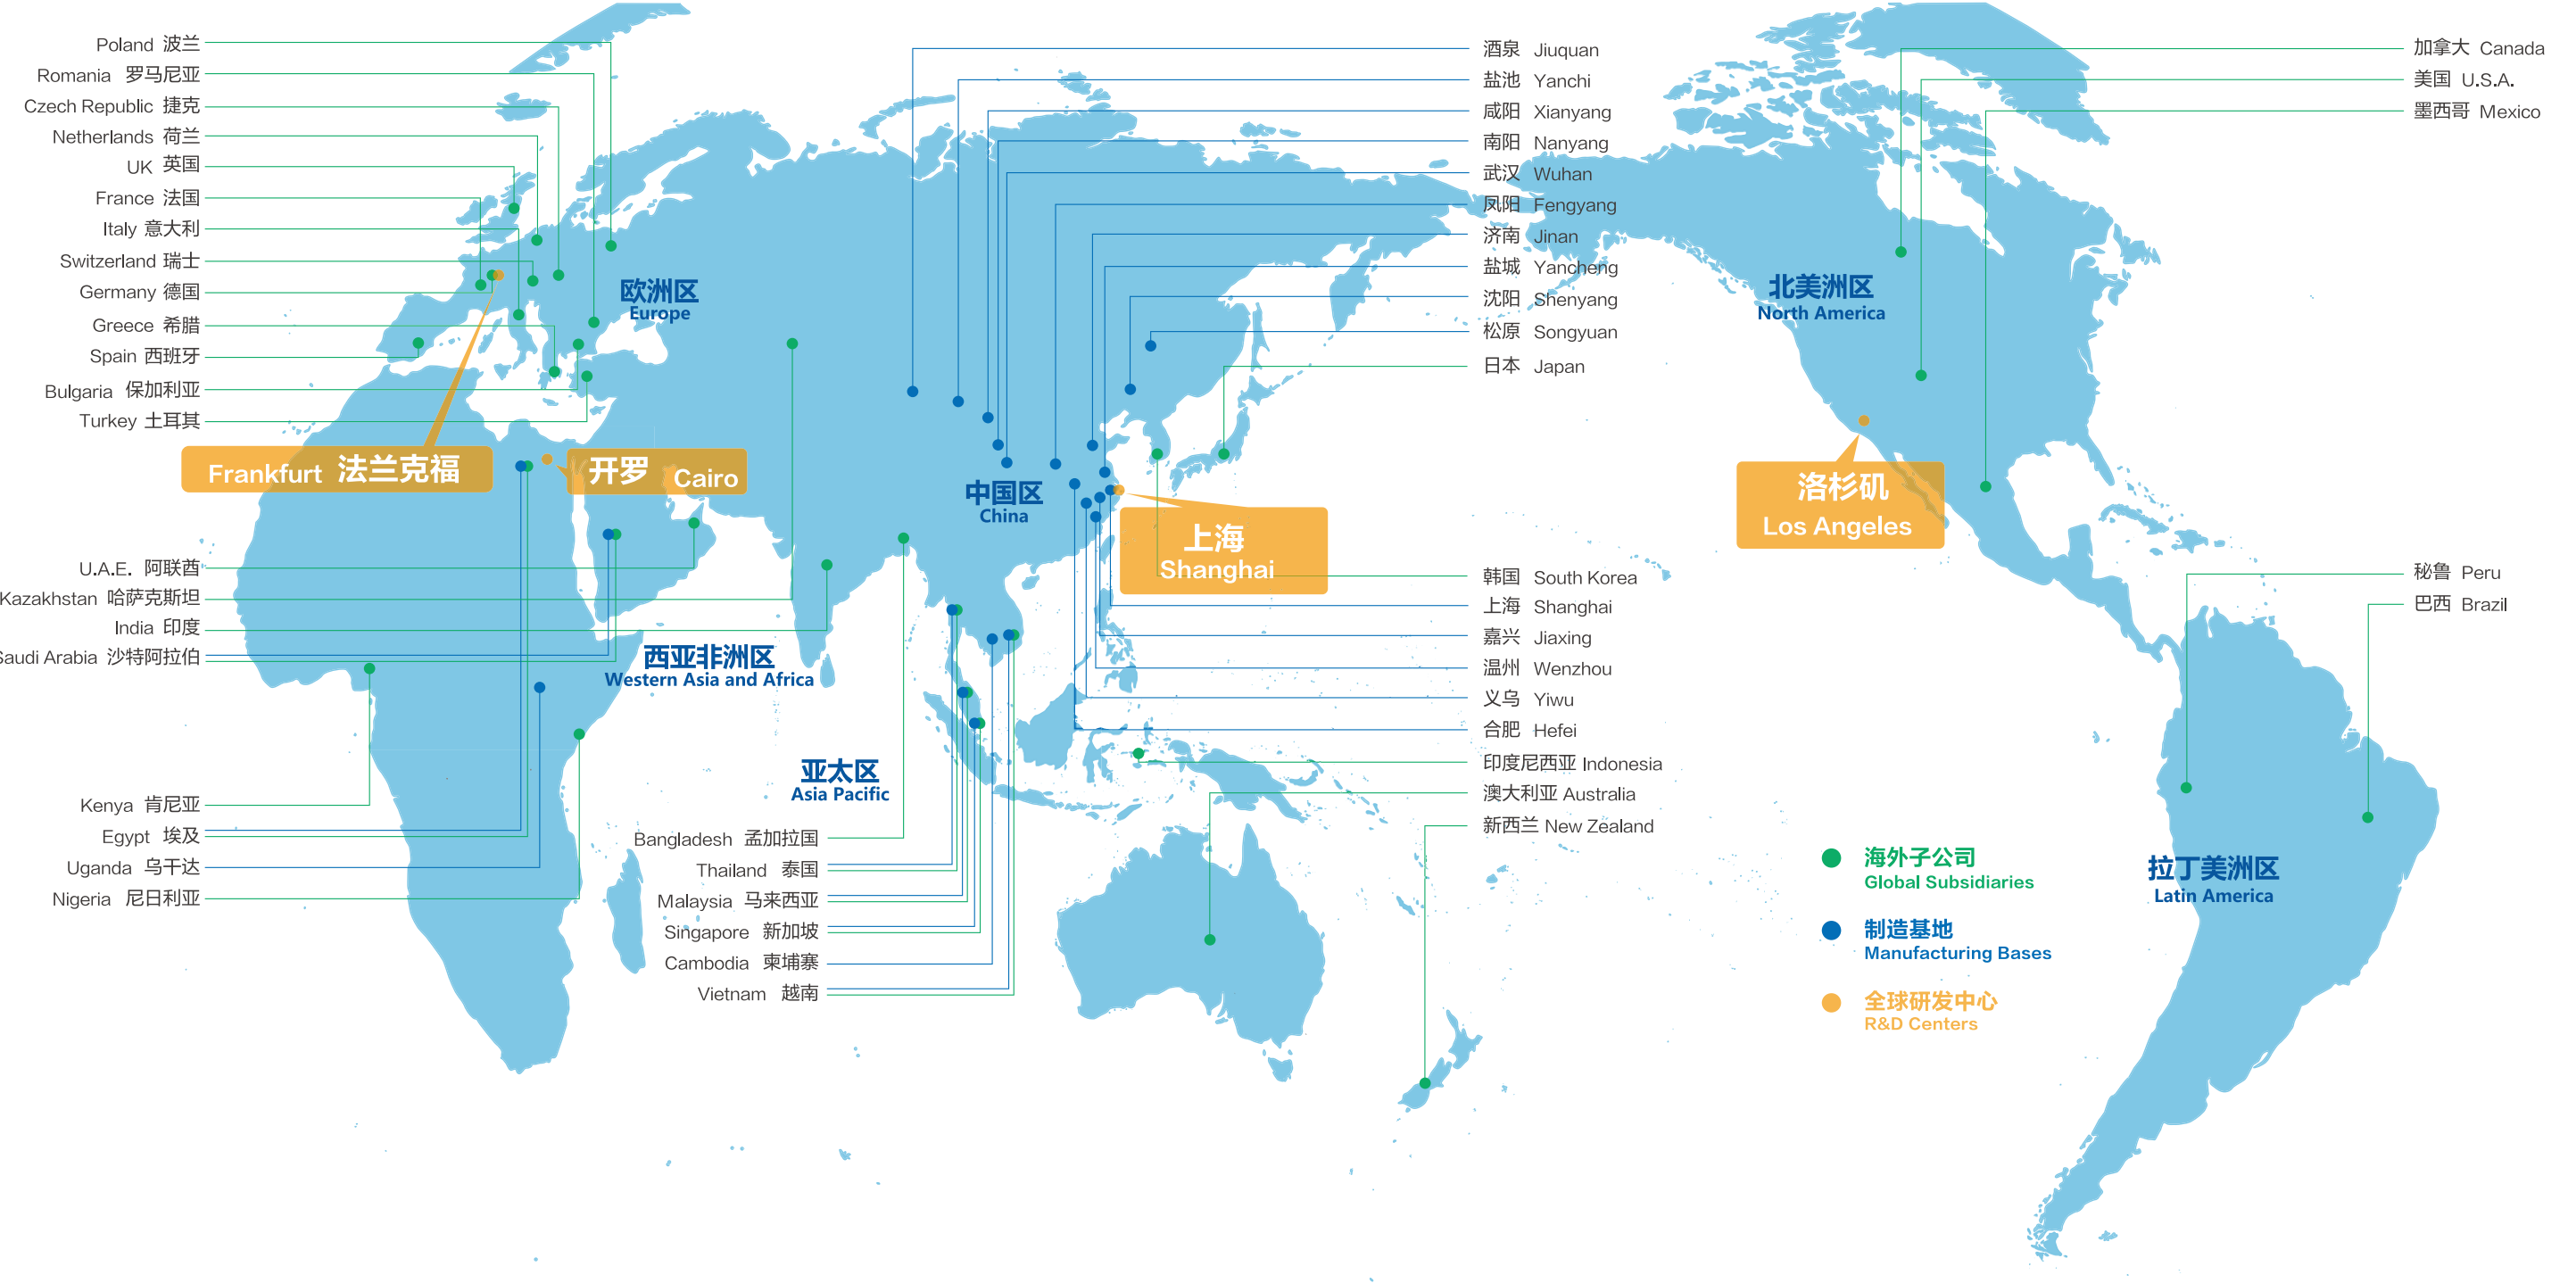 Poland 波兰
Romania 罗马尼亚
Czech Republic 捷克
Netherlands 荷兰
UK 英国
France 法国
Italy 意大利
Switzerland 瑞士
Germany 德国
Greece 希腊
Spain 西班牙
Bulgaria 保加利亚
Turkey 土耳其
Frankfurt 法兰克福
开罗 Cairo
欧洲区
Europe
U.A.E. 阿联酋
Kazakhstan 哈萨克斯坦
India 印度
Saudi Arabia 沙特阿拉伯
西亚非洲区
Western Asia and Africa
Kenya 肯尼亚
Egypt 埃及
Uganda 乌干达
Nigeria 尼日利亚
亚太区
Asia Pacific
Bangladesh 孟加拉国
Thailand 泰国
Malaysia 马来西亚
Singapore 新加坡
Cambodia 柬埔寨
Vietnam 越南
中国区
China
酒泉 Jiuquan
盐池 Yanchi
咸阳 Xianyang
南阳 Nanyang
武汉 Wuhan
凤阳 Fengyang
济南 Jinan
盐城 Yancheng
沈阳 Shenyang
松原 Songyuan
日本 Japan
上海
Shanghai
韩国 South Korea
上海 Shanghai
嘉兴 Jiaxing
温州 Wenzhou
义乌 Yiwu
合肥 Hefei
印度尼西亚 Indonesia
澳大利亚 Australia
新西兰 New Zealand
加拿大 Canada
美国 U.S.A.
墨西哥 Mexico
北美洲区
North America
洛杉矶
Los Angeles
秘鲁 Peru
巴西 Brazil
拉丁美洲区
Latin America
海外子公司
Global Subsidiaries
制造基地
Manufacturing Bases
全球研发中心
R&D Centers